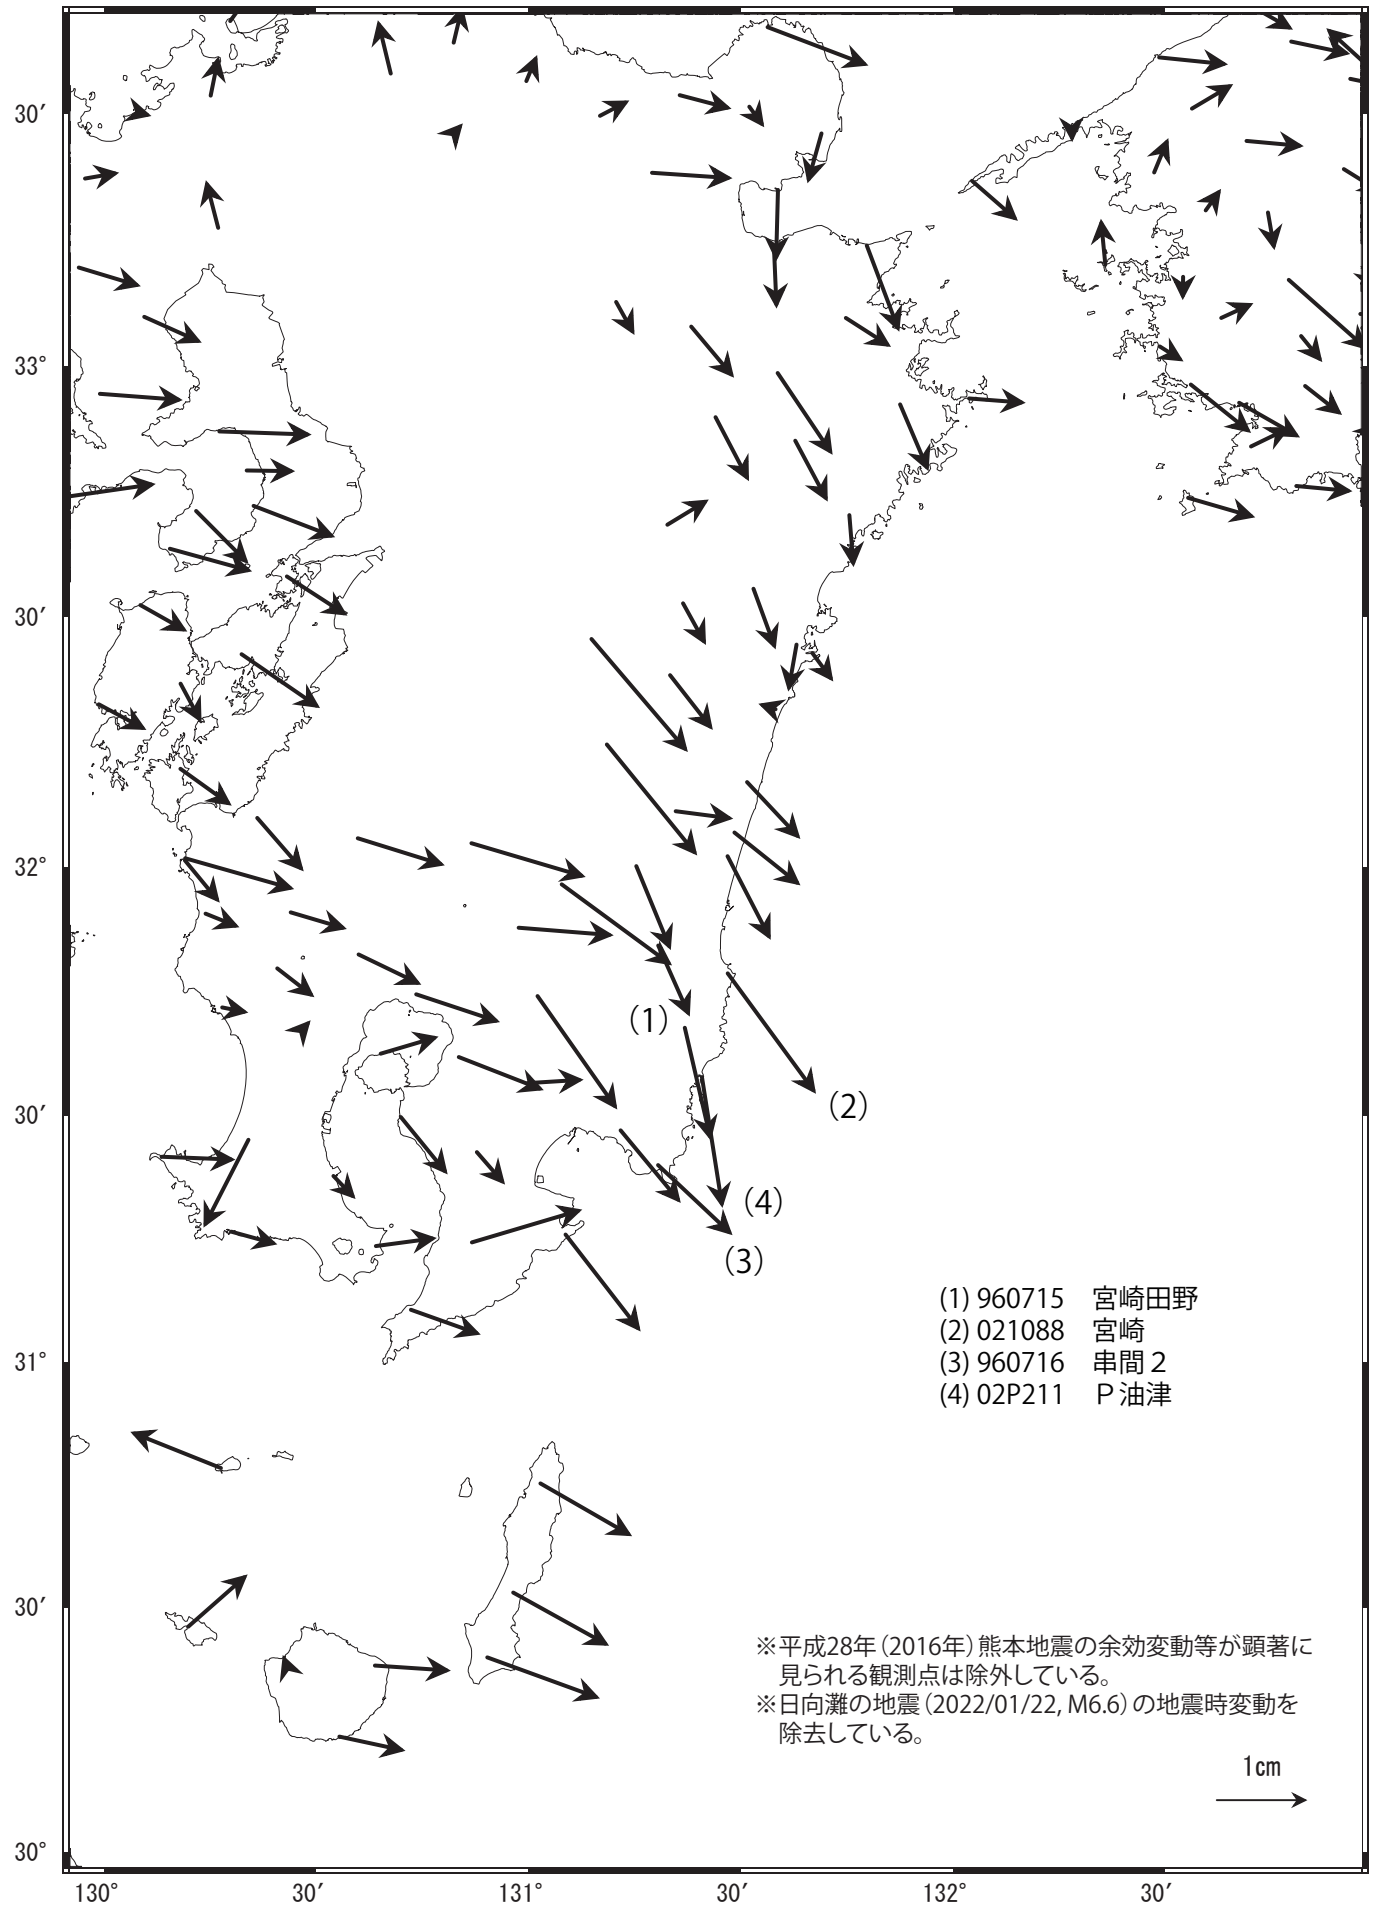 30′
33°
30′
32°
(1)
30′
(2)
(4)
(3)
(1) 960715 宮崎田野
(2) 021088 宮崎
(3) 960716 串間２
(4) 02P211 Ｐ油津
31°
30′
※平成28年（2016年）熊本地震の余効変動等が顕著に
見られる観測点は除外している。
※日向灘の地震（2022/01/22, M6.6）の地震時変動を
除去している。
1cm
30°
130° 30′ 131° 30′ 132° 30′